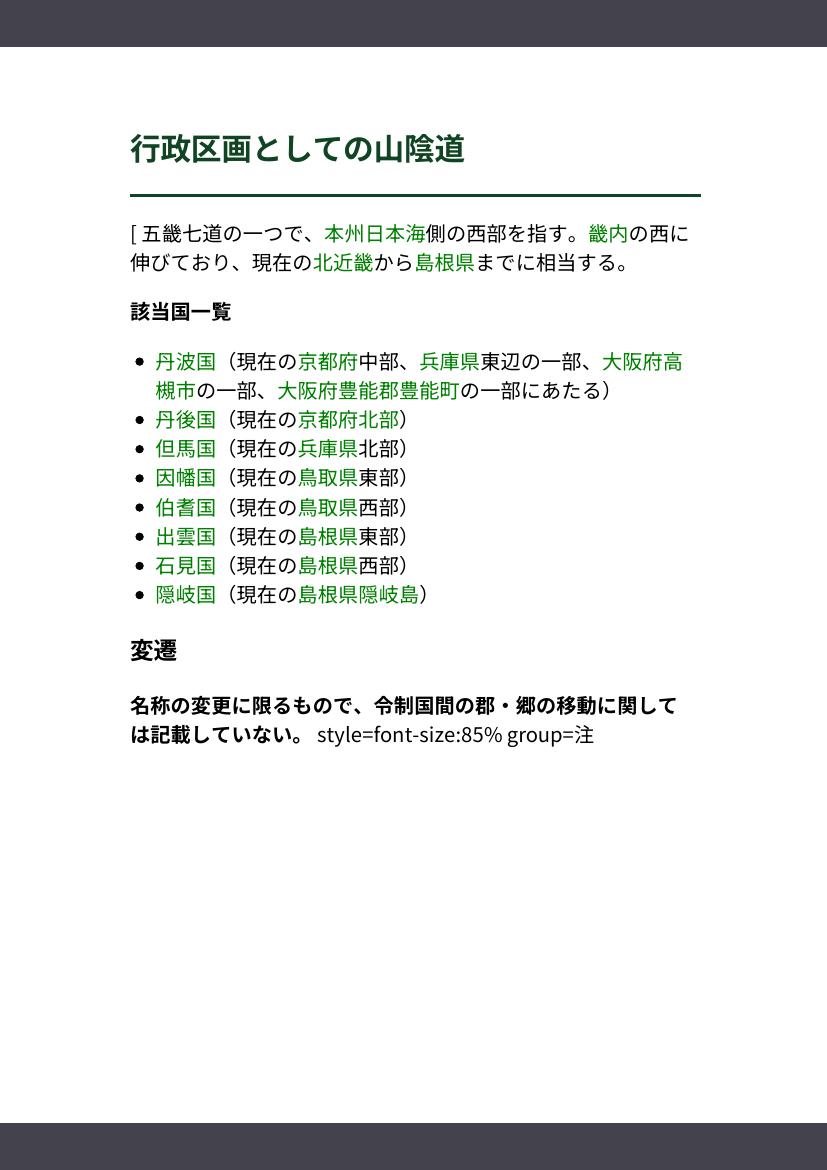 行政区画としての山陰道
[ 五畿七道の一つで、本州日本海側の西部を指す。畿内の西に
伸びており、現在の北近畿から島根県までに相当する。
該当国一覧
• 丹波国（現在の京都府中部、兵庫県東辺の一部、大阪府高
槻市の一部、大阪府豊能郡豊能町の一部にあたる）
• 丹後国（現在の京都府北部）
• 但馬国（現在の兵庫県北部）
• 因幡国（現在の鳥取県東部）
• 伯耆国（現在の鳥取県西部）
• 出雲国（現在の島根県東部）
• 石見国（現在の島根県西部）
• 隠岐国（現在の島根県隠岐島）
変遷
名称の変更に限るもので、令制国間の郡・郷の移動に関して
は記載していない。 style=font-size:85% group=注